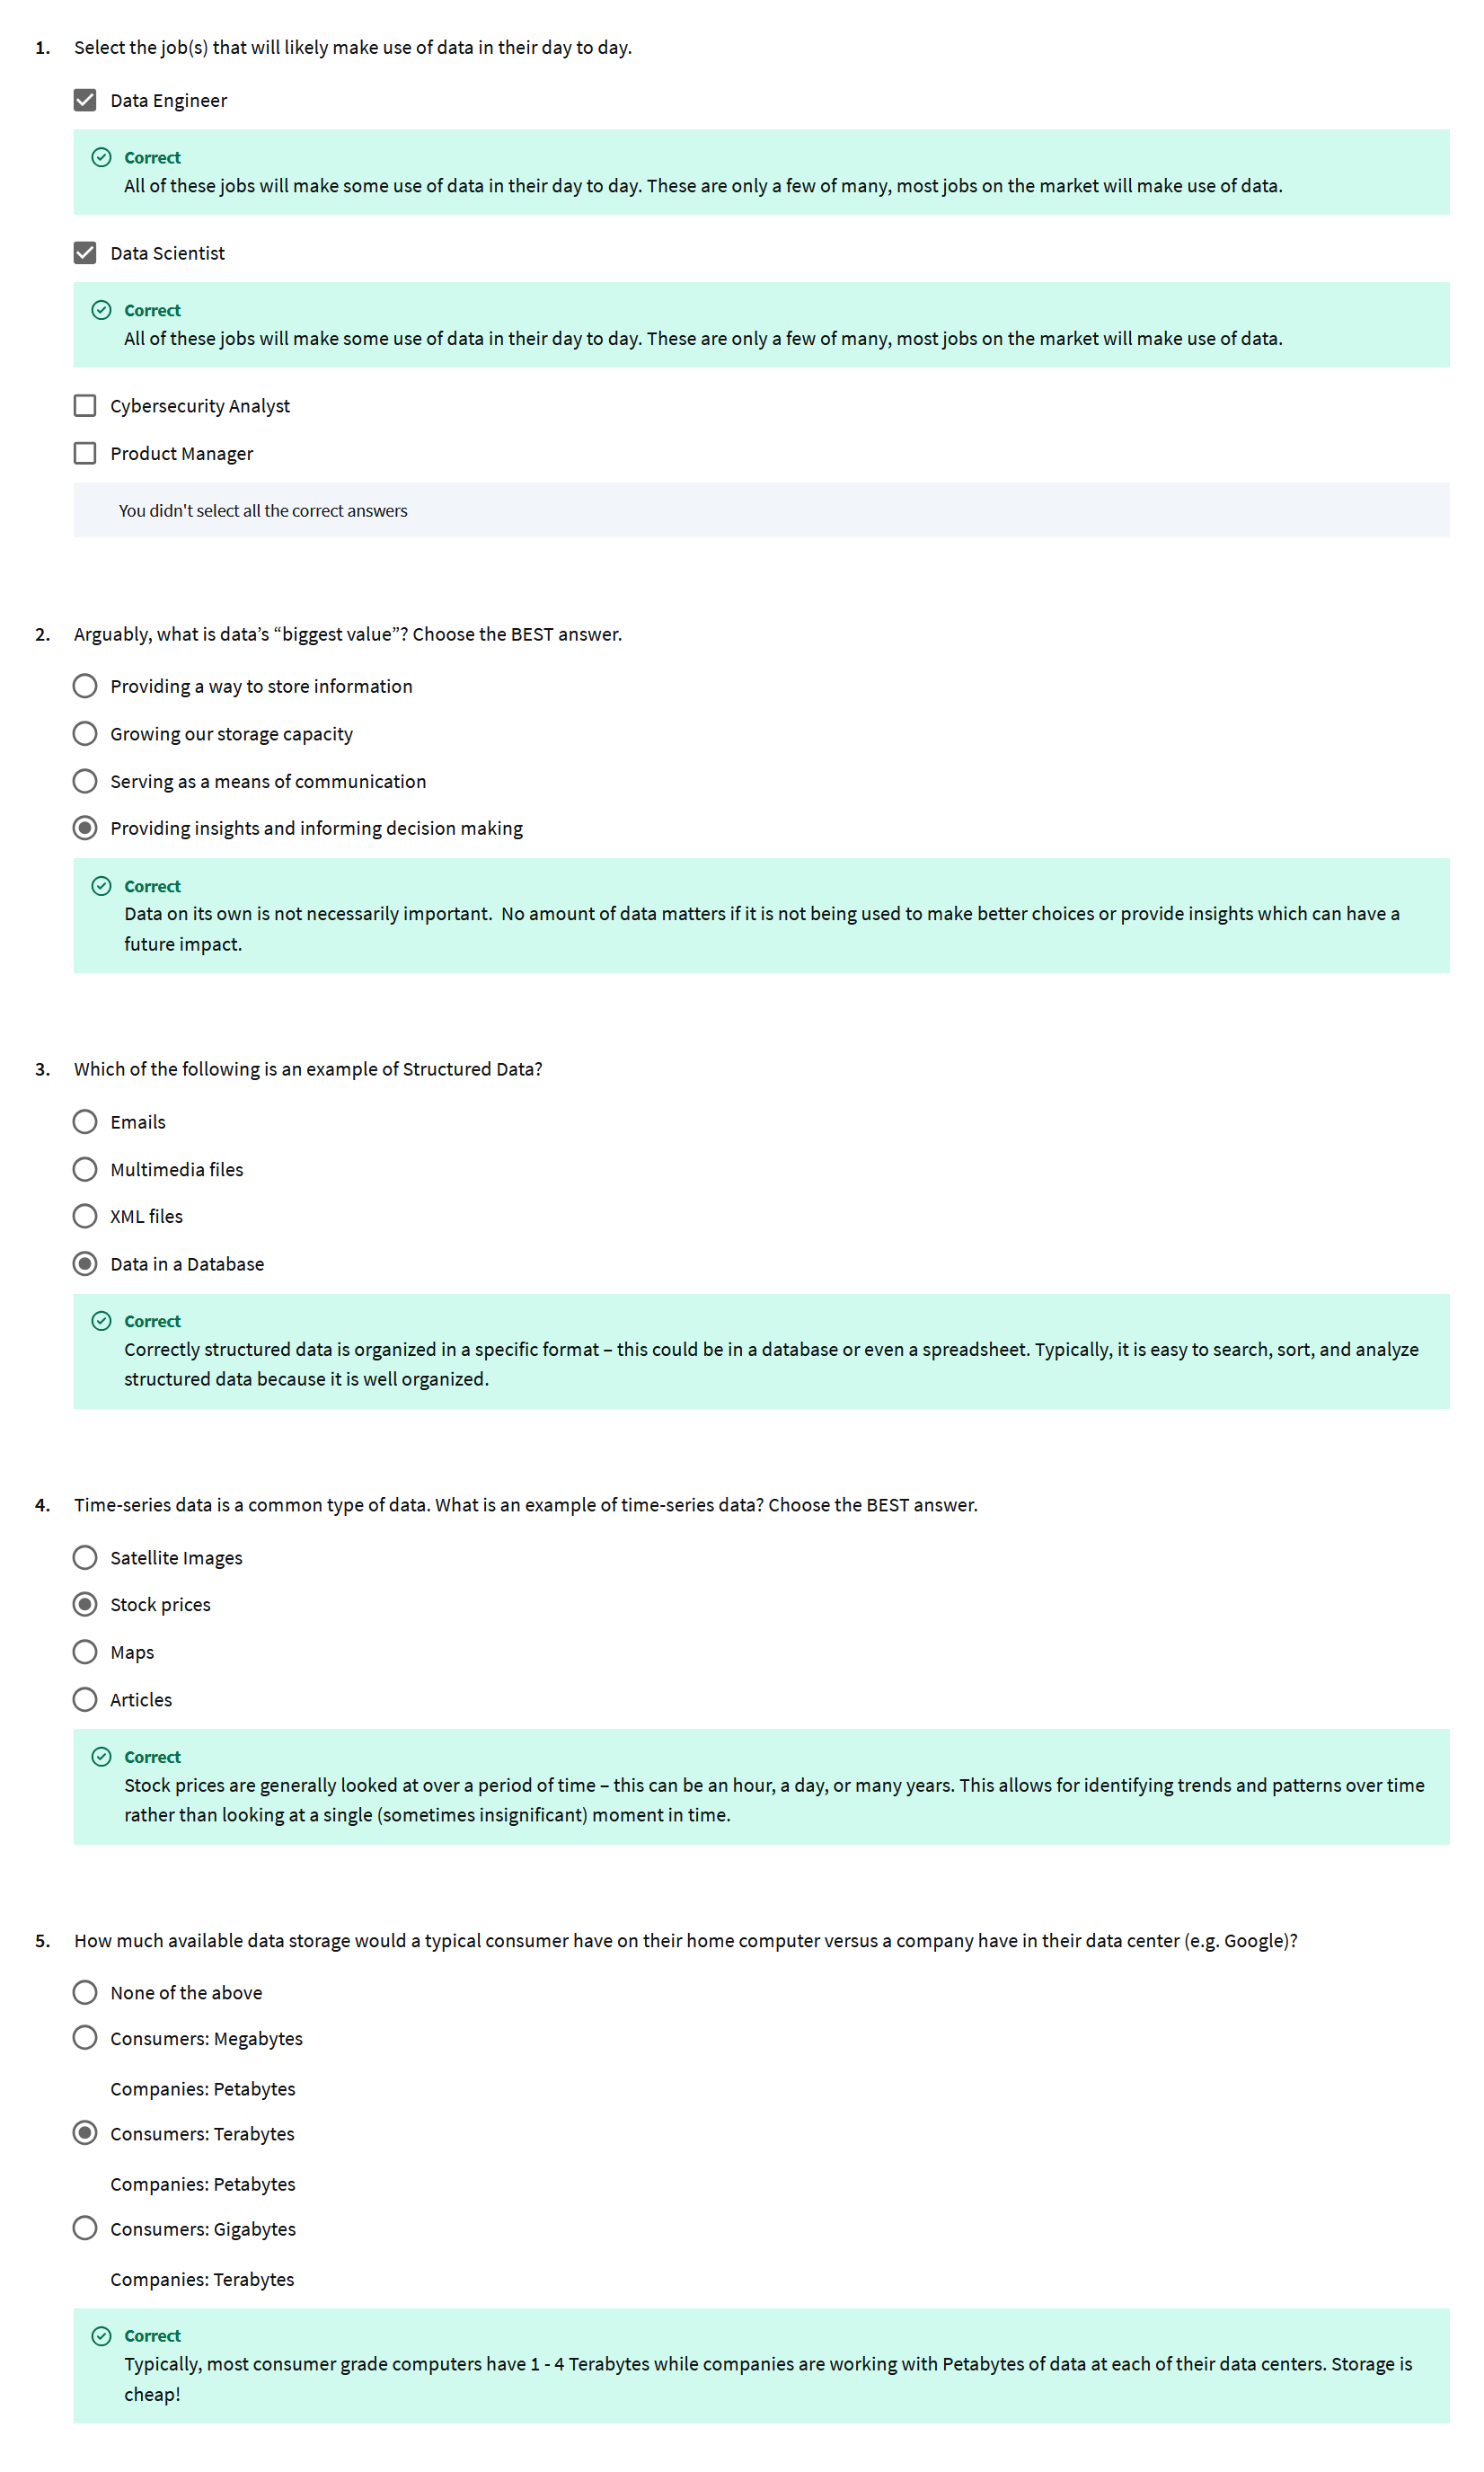 1. Select the job(s) that will likely make use of data in their day to day.
Data Engineer
Correct
All of these jobs will make some use of data in their day to day. These are only a few of many, most jobs on the market will make use of data.
Data Scientist
Correct
All of these jobs will make some use of data in their day to day. These are only a few of many, most jobs on the market will make use of data.
Cybersecurity Analyst
Product Manager
You didn't select all the correct answers
2. Arguably, what is data’s “biggest value”? Choose the BEST answer.
Providing a way to store information
Growing our storage capacity
Serving as a means of communication
Providing insights and informing decision making
Correct
Data on its own is not necessarily important.  No amount of data matters if it is not being used to make better choices or provide insights which can have a
future impact.
3. Which of the following is an example of Structured Data?
Emails
Multimedia files
XML files
Data in a Database
Correct
Correctly structured data is organized in a specific format – this could be in a database or even a spreadsheet. Typically, it is easy to search, sort, and analyze
structured data because it is well organized.
4. Time-series data is a common type of data. What is an example of time-series data? Choose the BEST answer.
Satellite Images
Stock prices
Maps
Articles
Correct
Stock prices are generally looked at over a period of time – this can be an hour, a day, or many years. This allows for identifying trends and patterns over time
rather than looking at a single (sometimes insignificant) moment in time.
5. How much available data storage would a typical consumer have on their home computer versus a company have in their data center (e.g. Google)?
None of the above
Consumers: Megabytes
Companies: Petabytes
Consumers: Terabytes
Companies: Petabytes
Consumers: Gigabytes
Companies: Terabytes
Correct
Typically, most consumer grade computers have 1 - 4 Terabytes while companies are working with Petabytes of data at each of their data centers. Storage is
cheap!